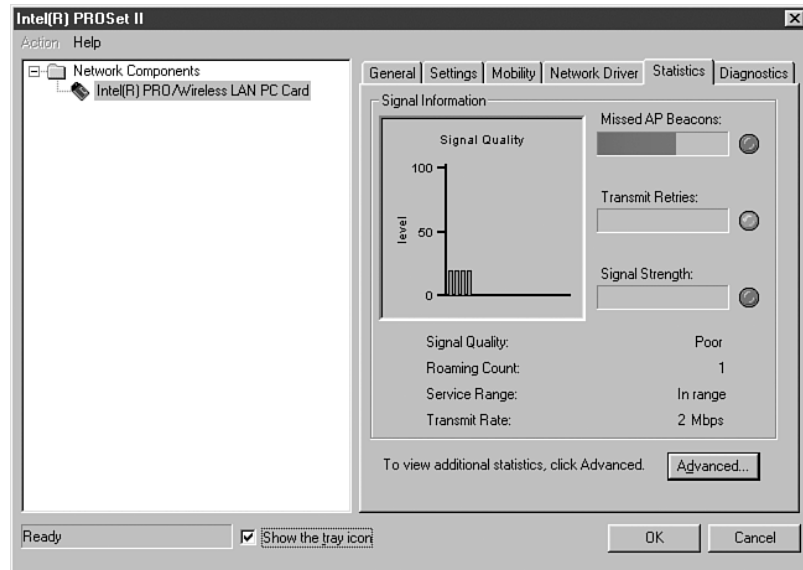 Intel(R) PROSet II
Action Help
Network Components
Intel(R) PRO/Wireless LAN PC Card
General Settings Mobility Network Driver Statistics Diagnostics
Signal Information
Signal Quality
100
50
0
level
Missed AP Beacons:
Transmit Retries:
Signal Strength:
Signal Quality: Poor
Roaming Count: 1
Service Range: In range
Transmit Rate: 2 Mbps
To view additional statistics, click Advanced. Advanced...
Ready Show the tray icon OK Cancel